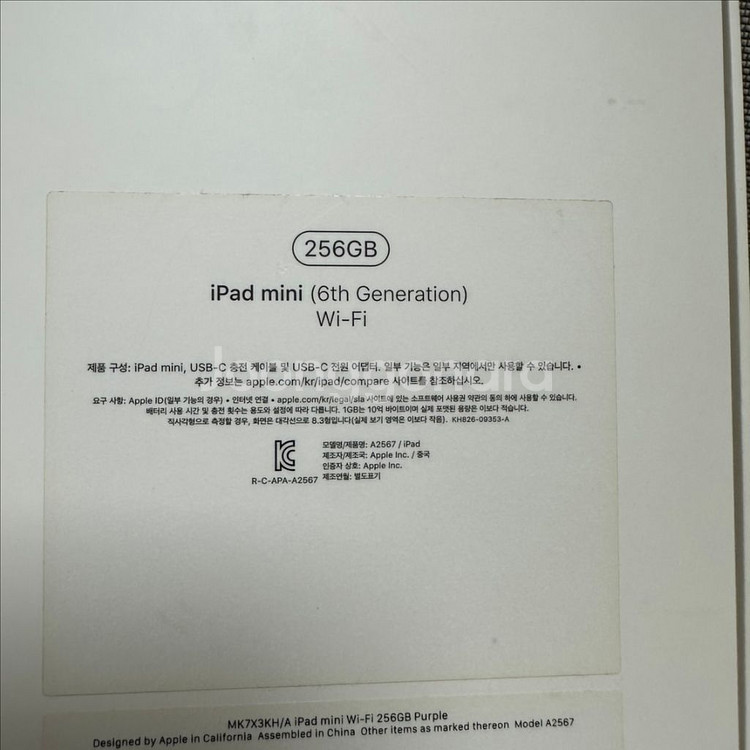 256GB
iPad mini (6th Generation)
Wi-Fi
제품 구성: iPad mini, USB-C 충전 케이블 및 USB-C 전원 어댑터. 일부 기능은 일부 지역에서만 사용할 수 있습니다. •
추가 정보는 apple.com/kr/ipad/compare 사이트를 참조하십시오.
요구 사항: Apple ID(일부 기능의 경우) • 인터넷 연결 • apple.com/kr/legal/sla 사이트에 있는 소프트웨어 사용권 계약의 동의 하에 사용할 수 있습니다.
배터리 사용 시간 및 충전 횟수는 용도와 설정에 따라 다릅니다. 1GB는 10억 바이트이며 실제 포맷된 용량은 이보다 적습니다.
직사각형으로 측정할 경우, 화면은 대각선으로 8.3형입니다(실제 보기 영역은 이보다 작음). KH826-09353-A
모델명/제품명: A2567 / iPad
제조자/제조국: Apple Inc. / 중국
인증자 상호: Apple Inc.
R-C-APA-A2567 제조연월: 별도표기
MK7X3KH/A iPad mini Wi-Fi 256GB Purple
Designed by Apple in California Assembled in China Other items as marked thereon Model A2567